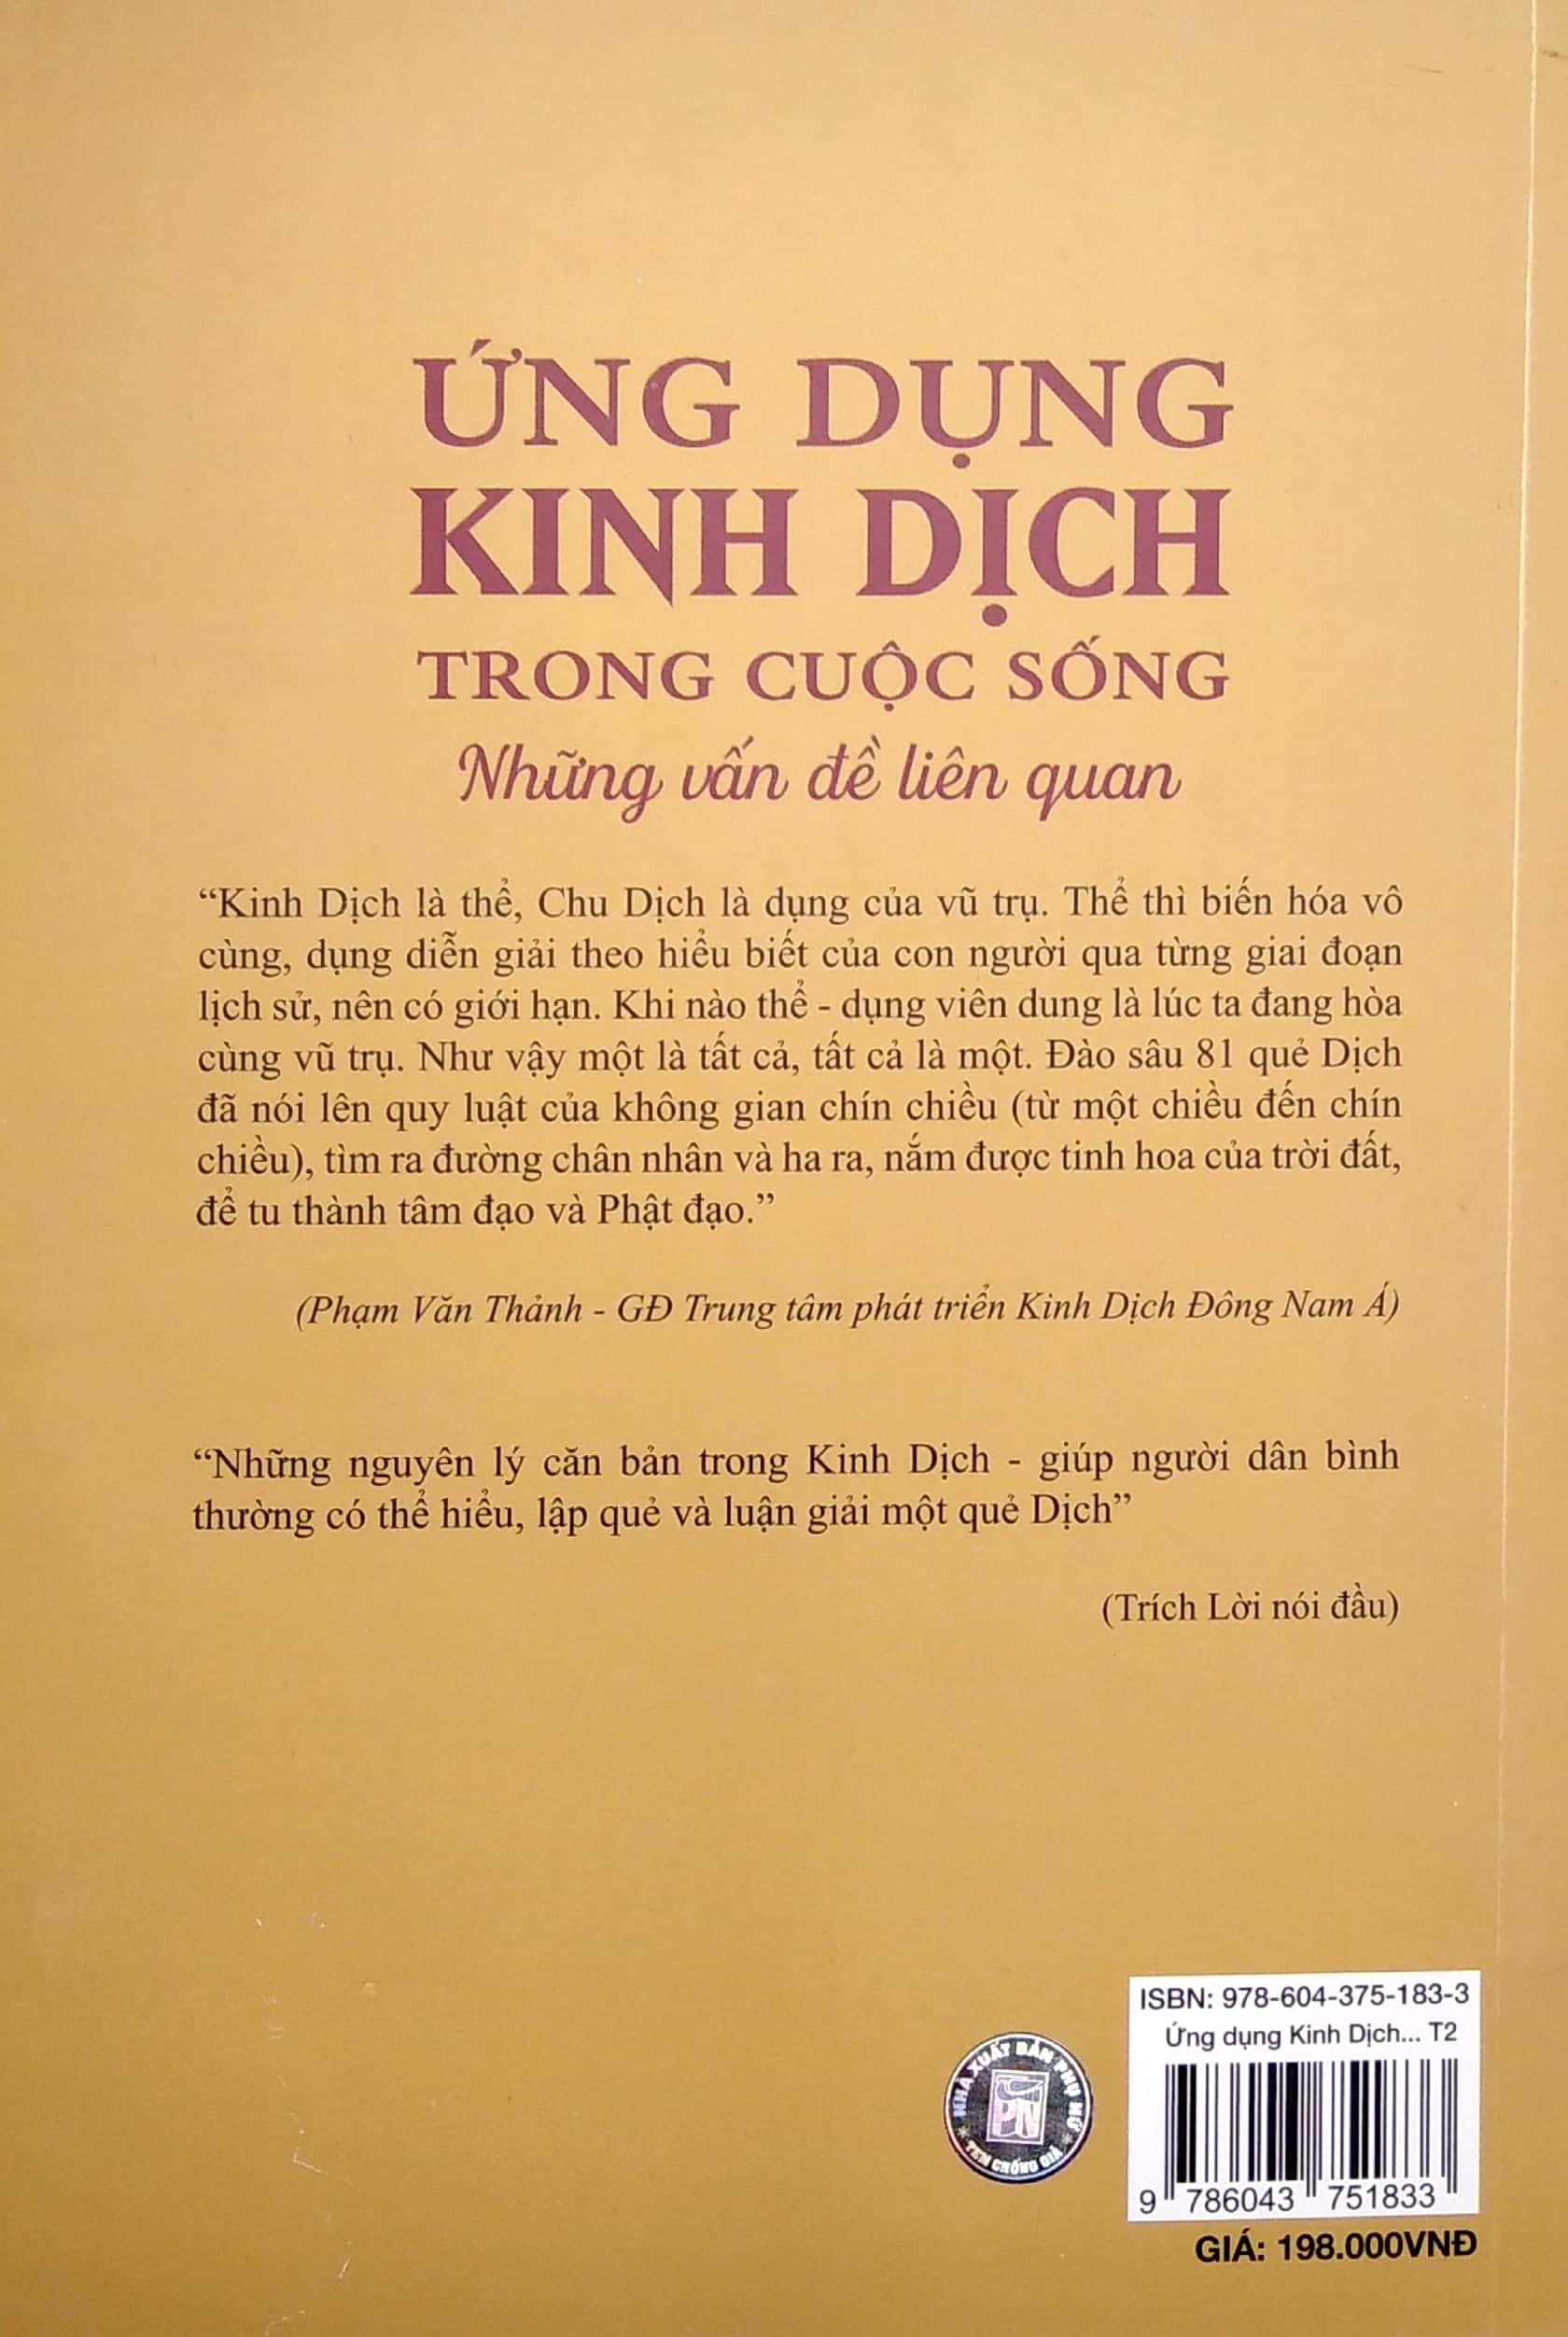 ỨNG DỤNG
KINH DỊCH
TRONG CUỘC SỐNG
Những vấn đề liên quan
“Kinh Dịch là thể, Chu Dịch là dụng của vũ trụ. Thể thì biến hóa vô
cùng, dụng diễn giải theo hiểu biết của con người qua từng giai đoạn
lịch sử, nên có giới hạn. Khi nào thể - dụng viên dung là lúc ta đang hòa
cùng vũ trụ. Như vậy một là tất cả, tất cả là một. Đào sâu 81 quẻ Dịch
đã nói lên quy luật của không gian chín chiều (từ một chiều đến chín
chiều), tìm ra đường chân nhân và ha ra, nắm được tinh hoa của trời đất,
để tu thành tâm đạo và Phật đạo.”
(Phạm Văn Thảnh - GĐ Trung tâm phát triển Kinh Dịch Đông Nam Á)
“Những nguyên lý căn bản trong Kinh Dịch - giúp người dân bình
thường có thể hiểu, lập quẻ và luận giải một quẻ Dịch”
(Trích Lời nói đầu)
ISBN: 978-604-375-183-3
Ứng dụng Kinh Dịch... T2
NHÀ XUẤT BẢN PHỤ NỮ
PN
TEM CHỐNG GIẢ
9 786043 751833
GIÁ: 198.000VNĐ